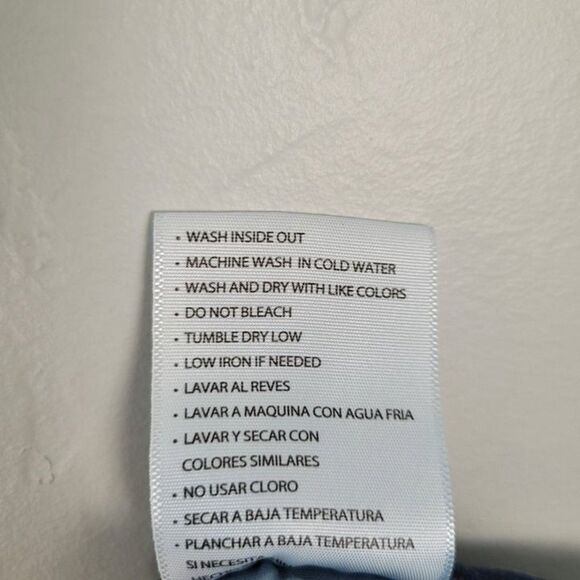 • WASH INSIDE OUT
• MACHINE WASH IN COLD WATER
• WASH AND DRY WITH LIKE COLORS
• DO NOT BLEACH
• TUMBLE DRY LOW
• LOW IRON IF NEEDED
• LAVAR AL REVES
• LAVAR A MAQUINA CON AGUA FRIA
• LAVAR Y SECAR CON
COLORES SIMILARES
• NO USAR CLORO
• SECAR A BAJA TEMPERATURA
• PLANCHAR A BAJA TEMPERATURA
SI